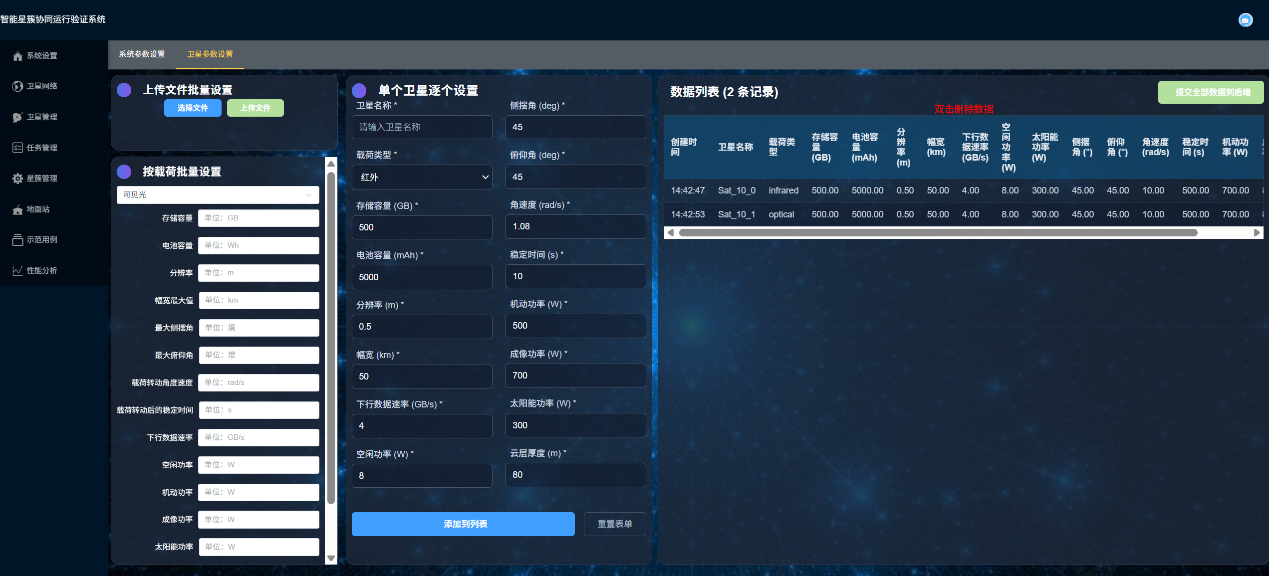 智能星簇协同运行验证系统
系统设置
卫星网络
卫星管理
任务管理
星簇管理
地面站
示范用例
性能分析
系统参数设置
卫星参数设置
上传文件批量设置
选择文件
上传文件
按载荷批量设置
可见光
存储容量 单位：GB
电池容量 单位：Wh
分辨率 单位：m
幅宽最大值 单位：km
最大侧摆角 单位：度
最大俯仰角 单位：度
载荷转动角度速度 单位：rad/s
载荷转动后的稳定时间 单位：s
下行数据速率 单位：GB/s
空闲功率 单位：W
机动功率 单位：W
成像功率 单位：W
太阳能功率 单位：W
单个卫星逐个设置
卫星名称 * 侧摆角 (deg) *
请输入卫星名称 45
载荷类型 * 俯仰角 (deg) *
红外 45
存储容量 (GB) * 角速度 (rad/s) *
500 1.08
电池容量 (mAh) * 稳定时间 (s) *
5000 10
分辨率 (m) * 机动功率 (W) *
0.5 500
幅宽 (km) * 成像功率 (W) *
50 700
下行数据速率 (GB/s) * 太阳能功率 (W) *
4 300
空闲功率 (W) * 云层厚度 (m) *
8 80
添加到列表 重置表单
数据列表 (2 条记录)
提交全部数据到后端
双击删除数据
创建时间 卫星名称 载荷类型 存储容量 (GB) 电池容量 (mAh) 分辨率 (m) 幅宽 (km) 下行数据速率 (GB/s) 空闲功率 (W) 太阳能功率 (W) 侧摆角 (°) 俯仰角 (°) 角速度 (rad/s) 稳定时间 (s) 机动功率 (W)
14:42:47 Sat_10_0 infrared 500.00 5000.00 0.50 50.00 4.00 8.00 300.00 45.00 45.00 10.00 500.00 700.00
14:42:53 Sat_10_1 optical 500.00 5000.00 0.50 50.00 4.00 8.00 300.00 45.00 45.00 10.00 500.00 700.00